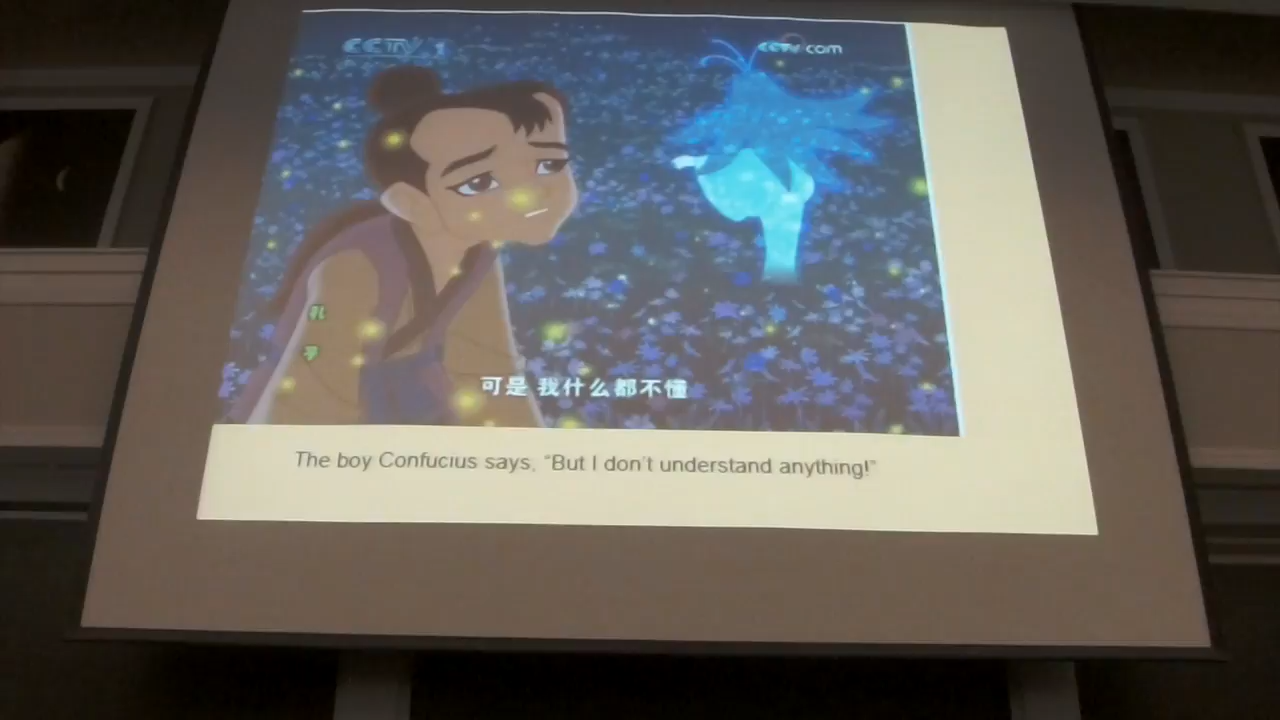 CCTV 1
CCTV com
孔
子
可是 我什么都不懂
The boy Confucius says, “But I don't understand anything!”